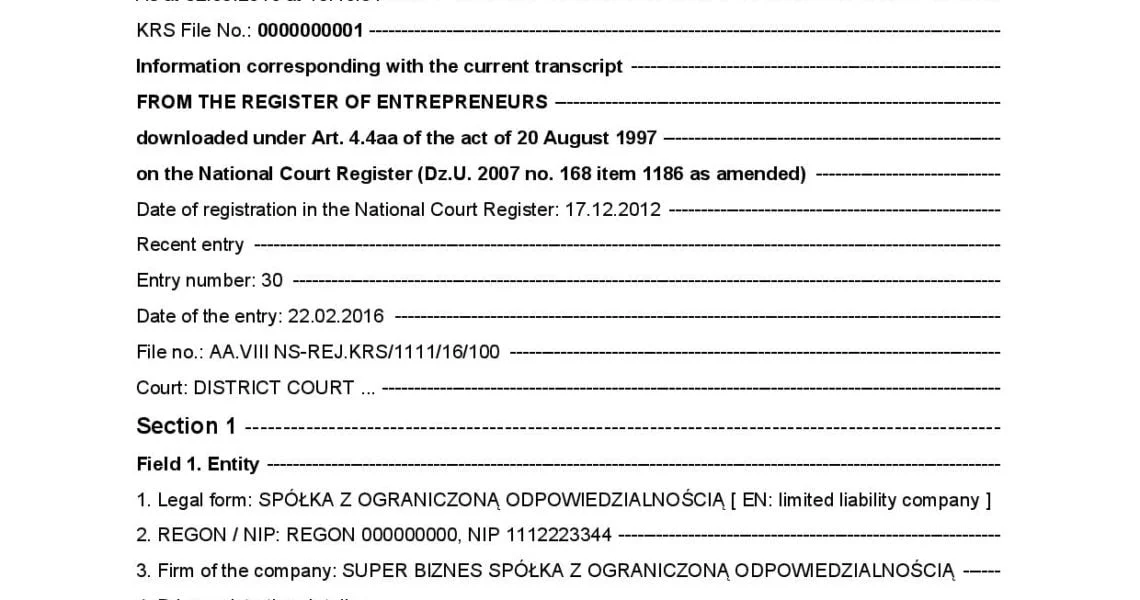 KRS File No.: 0000000001
Information corresponding with the current transcript
FROM THE REGISTER OF ENTREPRENEURS
downloaded under Art. 4.4aa of the act of 20 August 1997
on the National Court Register (Dz.U. 2007 no. 168 item 1186 as amended)
Date of registration in the National Court Register: 17.12.2012
Recent entry
Entry number: 30
Date of the entry: 22.02.2016
File no.: AA.VIII NS-REJ.KRS/1111/16/100
Court: DISTRICT COURT ...
Section 1
Field 1. Entity
1. Legal form: SPÓŁKA Z OGRANICZONĄ ODPOWIEDZIALNOŚCIĄ [ EN: limited liability company ]
2. REGON / NIP: REGON 000000000, NIP 1112223344
3. Firm of the company: SUPER BIZNES SPÓŁKA Z OGRANICZONĄ ODPOWIEDZIALNOŚCIĄ